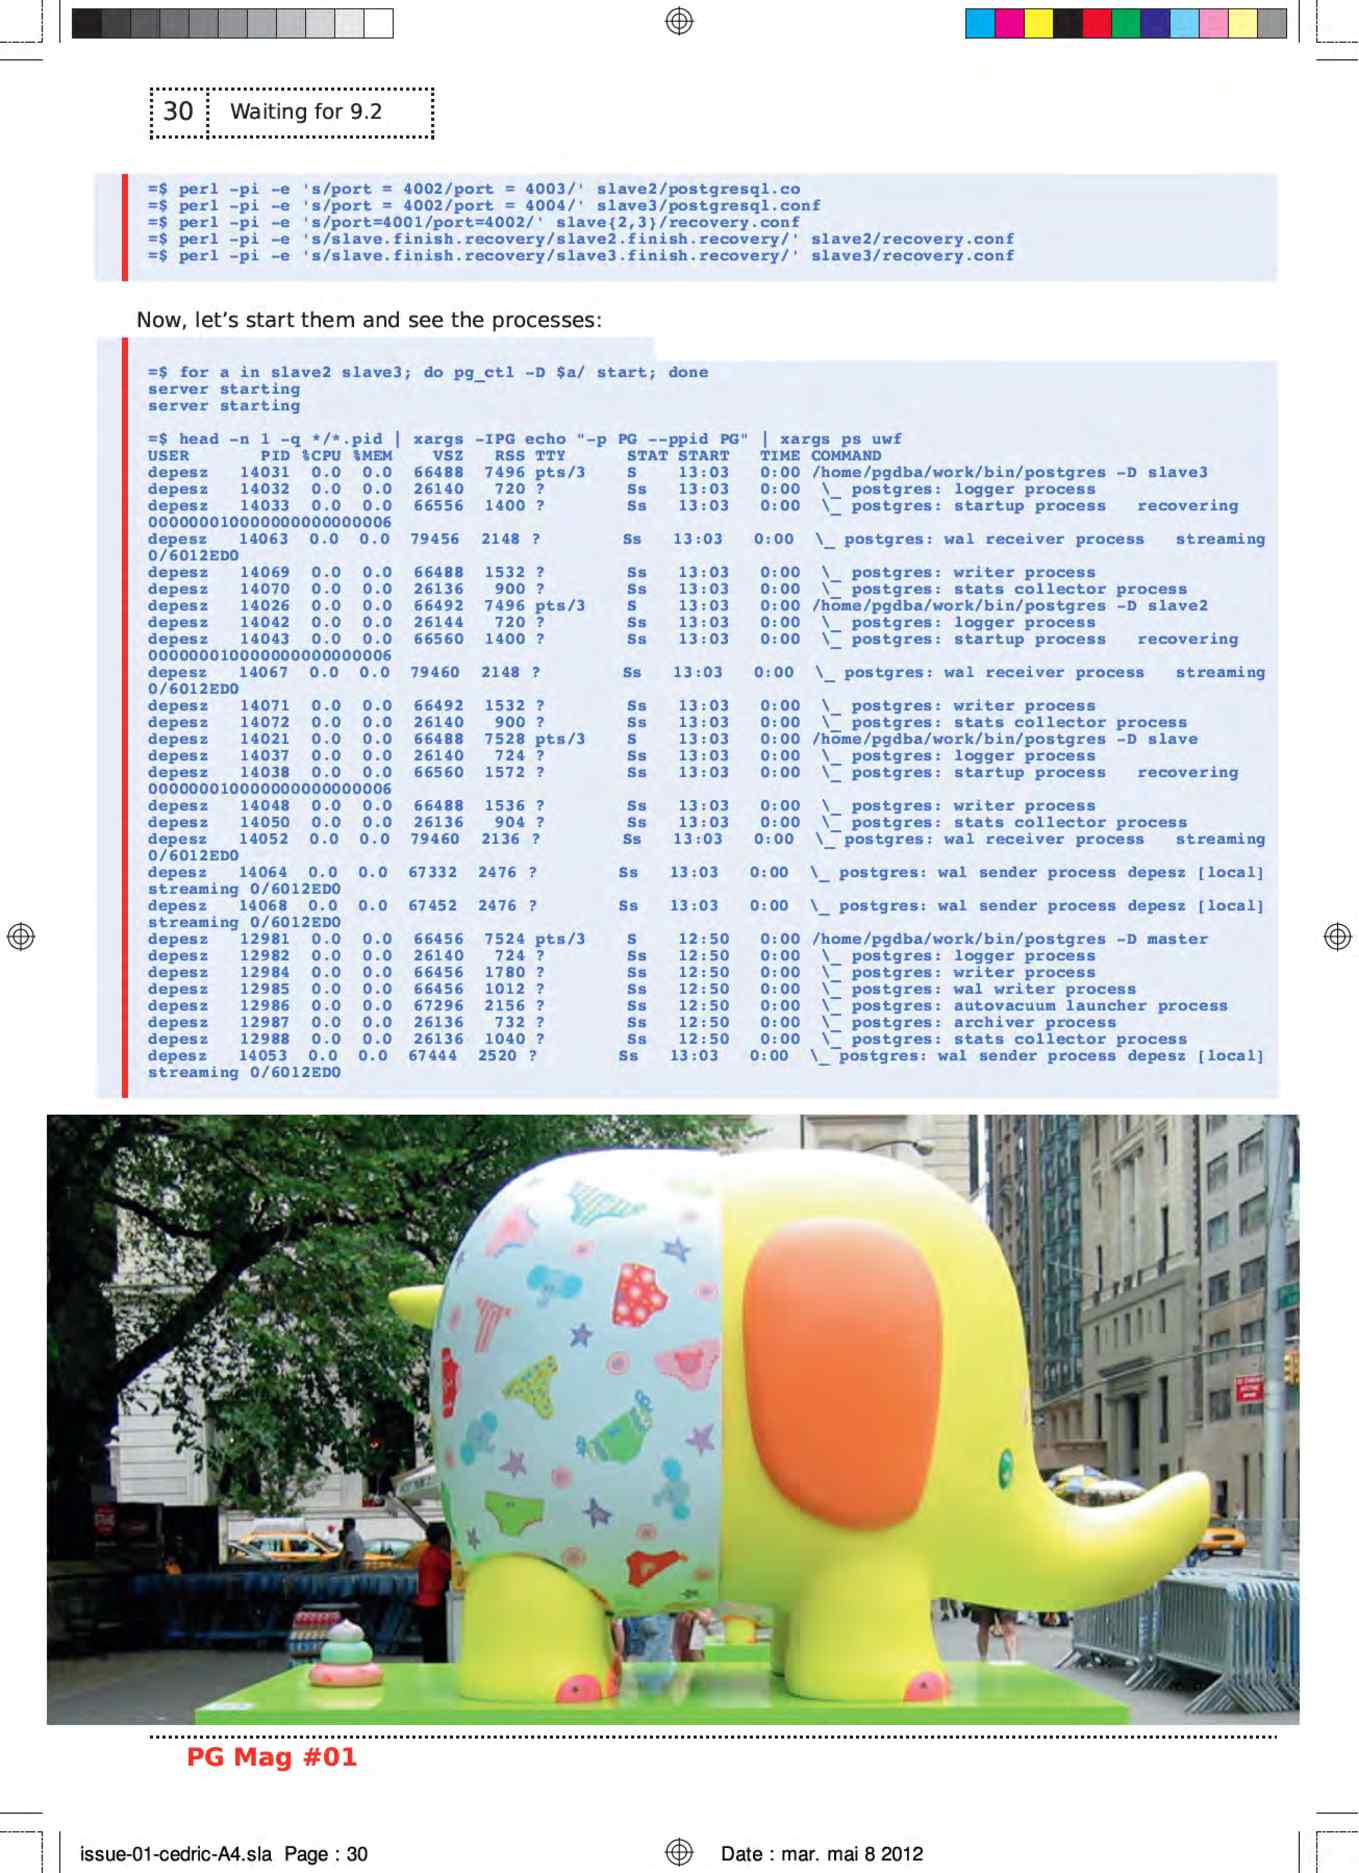 30 Waiting for 9.2
=$ perl -pi -e 's/port = 4002/port = 4003/' slave2/postgresql.co
=$ perl -pi -e 's/port = 4002/port = 4004/' slave3/postgresql.conf
=$ perl -pi -e 's/port=4001/port=4002/' slave{2,3}/recovery.conf
=$ perl -pi -e 's/slave.finish.recovery/slave2.finish.recovery/' slave2/recovery.conf
=$ perl -pi -e 's/slave.finish.recovery/slave3.finish.recovery/' slave3/recovery.conf
Now, let's start them and see the processes:
=$ for a in slave2 slave3; do pg_ctl -D $a/ start; done
server starting
server starting
=$ head -n 1 -q */*.pid | xargs -IPG echo "-p PG --ppid PG" | xargs ps uwf
USER PID %CPU %MEM VSZ RSS TTY STAT START TIME COMMAND
depesz 14031 0.0 0.0 66488 7496 pts/3 S 13:03 0:00 /home/pgdba/work/bin/postgres -D slave3
depesz 14032 0.0 0.0 26140 720 ? Ss 13:03 0:00 \_ postgres: logger process
depesz 14033 0.0 0.0 66556 1400 ? Ss 13:03 0:00 \_ postgres: startup process recovering
000000010000000000000006
depesz 14063 0.0 0.0 79456 2148 ? Ss 13:03 0:00 \_ postgres: wal receiver process streaming
0/6012ED0
depesz 14069 0.0 0.0 66488 1532 ? Ss 13:03 0:00 \_ postgres: writer process
depesz 14070 0.0 0.0 26136 900 ? Ss 13:03 0:00 \_ postgres: stats collector process
depesz 14026 0.0 0.0 66492 7496 pts/3 S 13:03 0:00 /home/pgdba/work/bin/postgres -D slave2
depesz 14042 0.0 0.0 26144 720 ? Ss 13:03 0:00 \_ postgres: logger process
depesz 14043 0.0 0.0 66560 1400 ? Ss 13:03 0:00 \_ postgres: startup process recovering
000000010000000000000006
depesz 14067 0.0 0.0 79460 2148 ? Ss 13:03 0:00 \_ postgres: wal receiver process streaming
0/6012ED0
depesz 14071 0.0 0.0 66492 1532 ? Ss 13:03 0:00 \_ postgres: writer process
depesz 14072 0.0 0.0 26140 900 ? Ss 13:03 0:00 \_ postgres: stats collector process
depesz 14021 0.0 0.0 66488 7528 pts/3 S 13:03 0:00 /home/pgdba/work/bin/postgres -D slave
depesz 14037 0.0 0.0 26140 724 ? Ss 13:03 0:00 \_ postgres: logger process
depesz 14038 0.0 0.0 66560 1572 ? Ss 13:03 0:00 \_ postgres: startup process recovering
000000010000000000000006
depesz 14048 0.0 0.0 66488 1536 ? Ss 13:03 0:00 \_ postgres: writer process
depesz 14050 0.0 0.0 26136 904 ? Ss 13:03 0:00 \_ postgres: stats collector process
depesz 14052 0.0 0.0 79460 2136 ? Ss 13:03 0:00 \_ postgres: wal receiver process streaming
0/6012ED0
depesz 14064 0.0 0.0 67332 2476 ? Ss 13:03 0:00 \_ postgres: wal sender process depesz [local]
streaming 0/6012ED0
depesz 14068 0.0 0.0 67452 2476 ? Ss 13:03 0:00 \_ postgres: wal sender process depesz [local]
streaming 0/6012ED0
depesz 12981 0.0 0.0 66456 7524 pts/3 S 12:50 0:00 /home/pgdba/work/bin/postgres -D master
depesz 12982 0.0 0.0 26140 724 ? Ss 12:50 0:00 \_ postgres: logger process
depesz 12984 0.0 0.0 66456 1780 ? Ss 12:50 0:00 \_ postgres: writer process
depesz 12985 0.0 0.0 66456 1012 ? Ss 12:50 0:00 \_ postgres: wal writer process
depesz 12986 0.0 0.0 67296 2156 ? Ss 12:50 0:00 \_ postgres: autovacuum launcher process
depesz 12987 0.0 0.0 26136 732 ? Ss 12:50 0:00 \_ postgres: archiver process
depesz 12988 0.0 0.0 26136 1040 ? Ss 12:50 0:00 \_ postgres: stats collector process
depesz 14053 0.0 0.0 67444 2520 ? Ss 13:03 0:00 \_ postgres: wal sender process depesz [local]
streaming 0/6012ED0
PG Mag #01
issue-01-cedric-A4.sla Page : 30
Date : mar. mai 8 2012